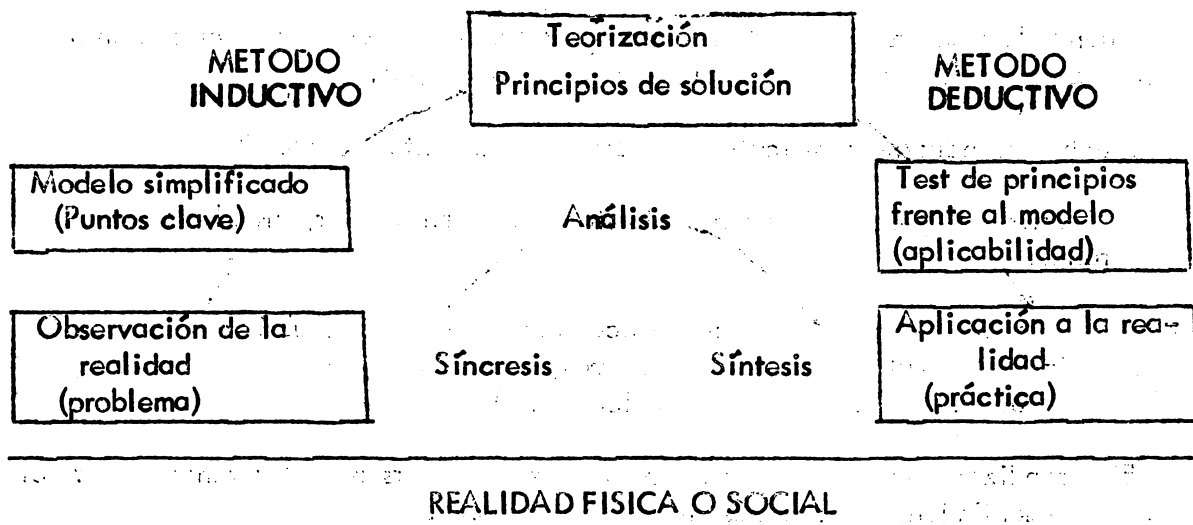 METODO
INDUCTIVO
Teorización
Principios de solución
METODO
DEDUCTIVO
Modelo simplificado
(Puntos clave)
Análisis
Test de principios
frente al modelo
(aplicabilidad)
Observación de la
realidad
(problema)
Síncresis
Síntesis
Aplicación a la rea-
lidad
(práctica)
REALIDAD FISICA O SOCIAL